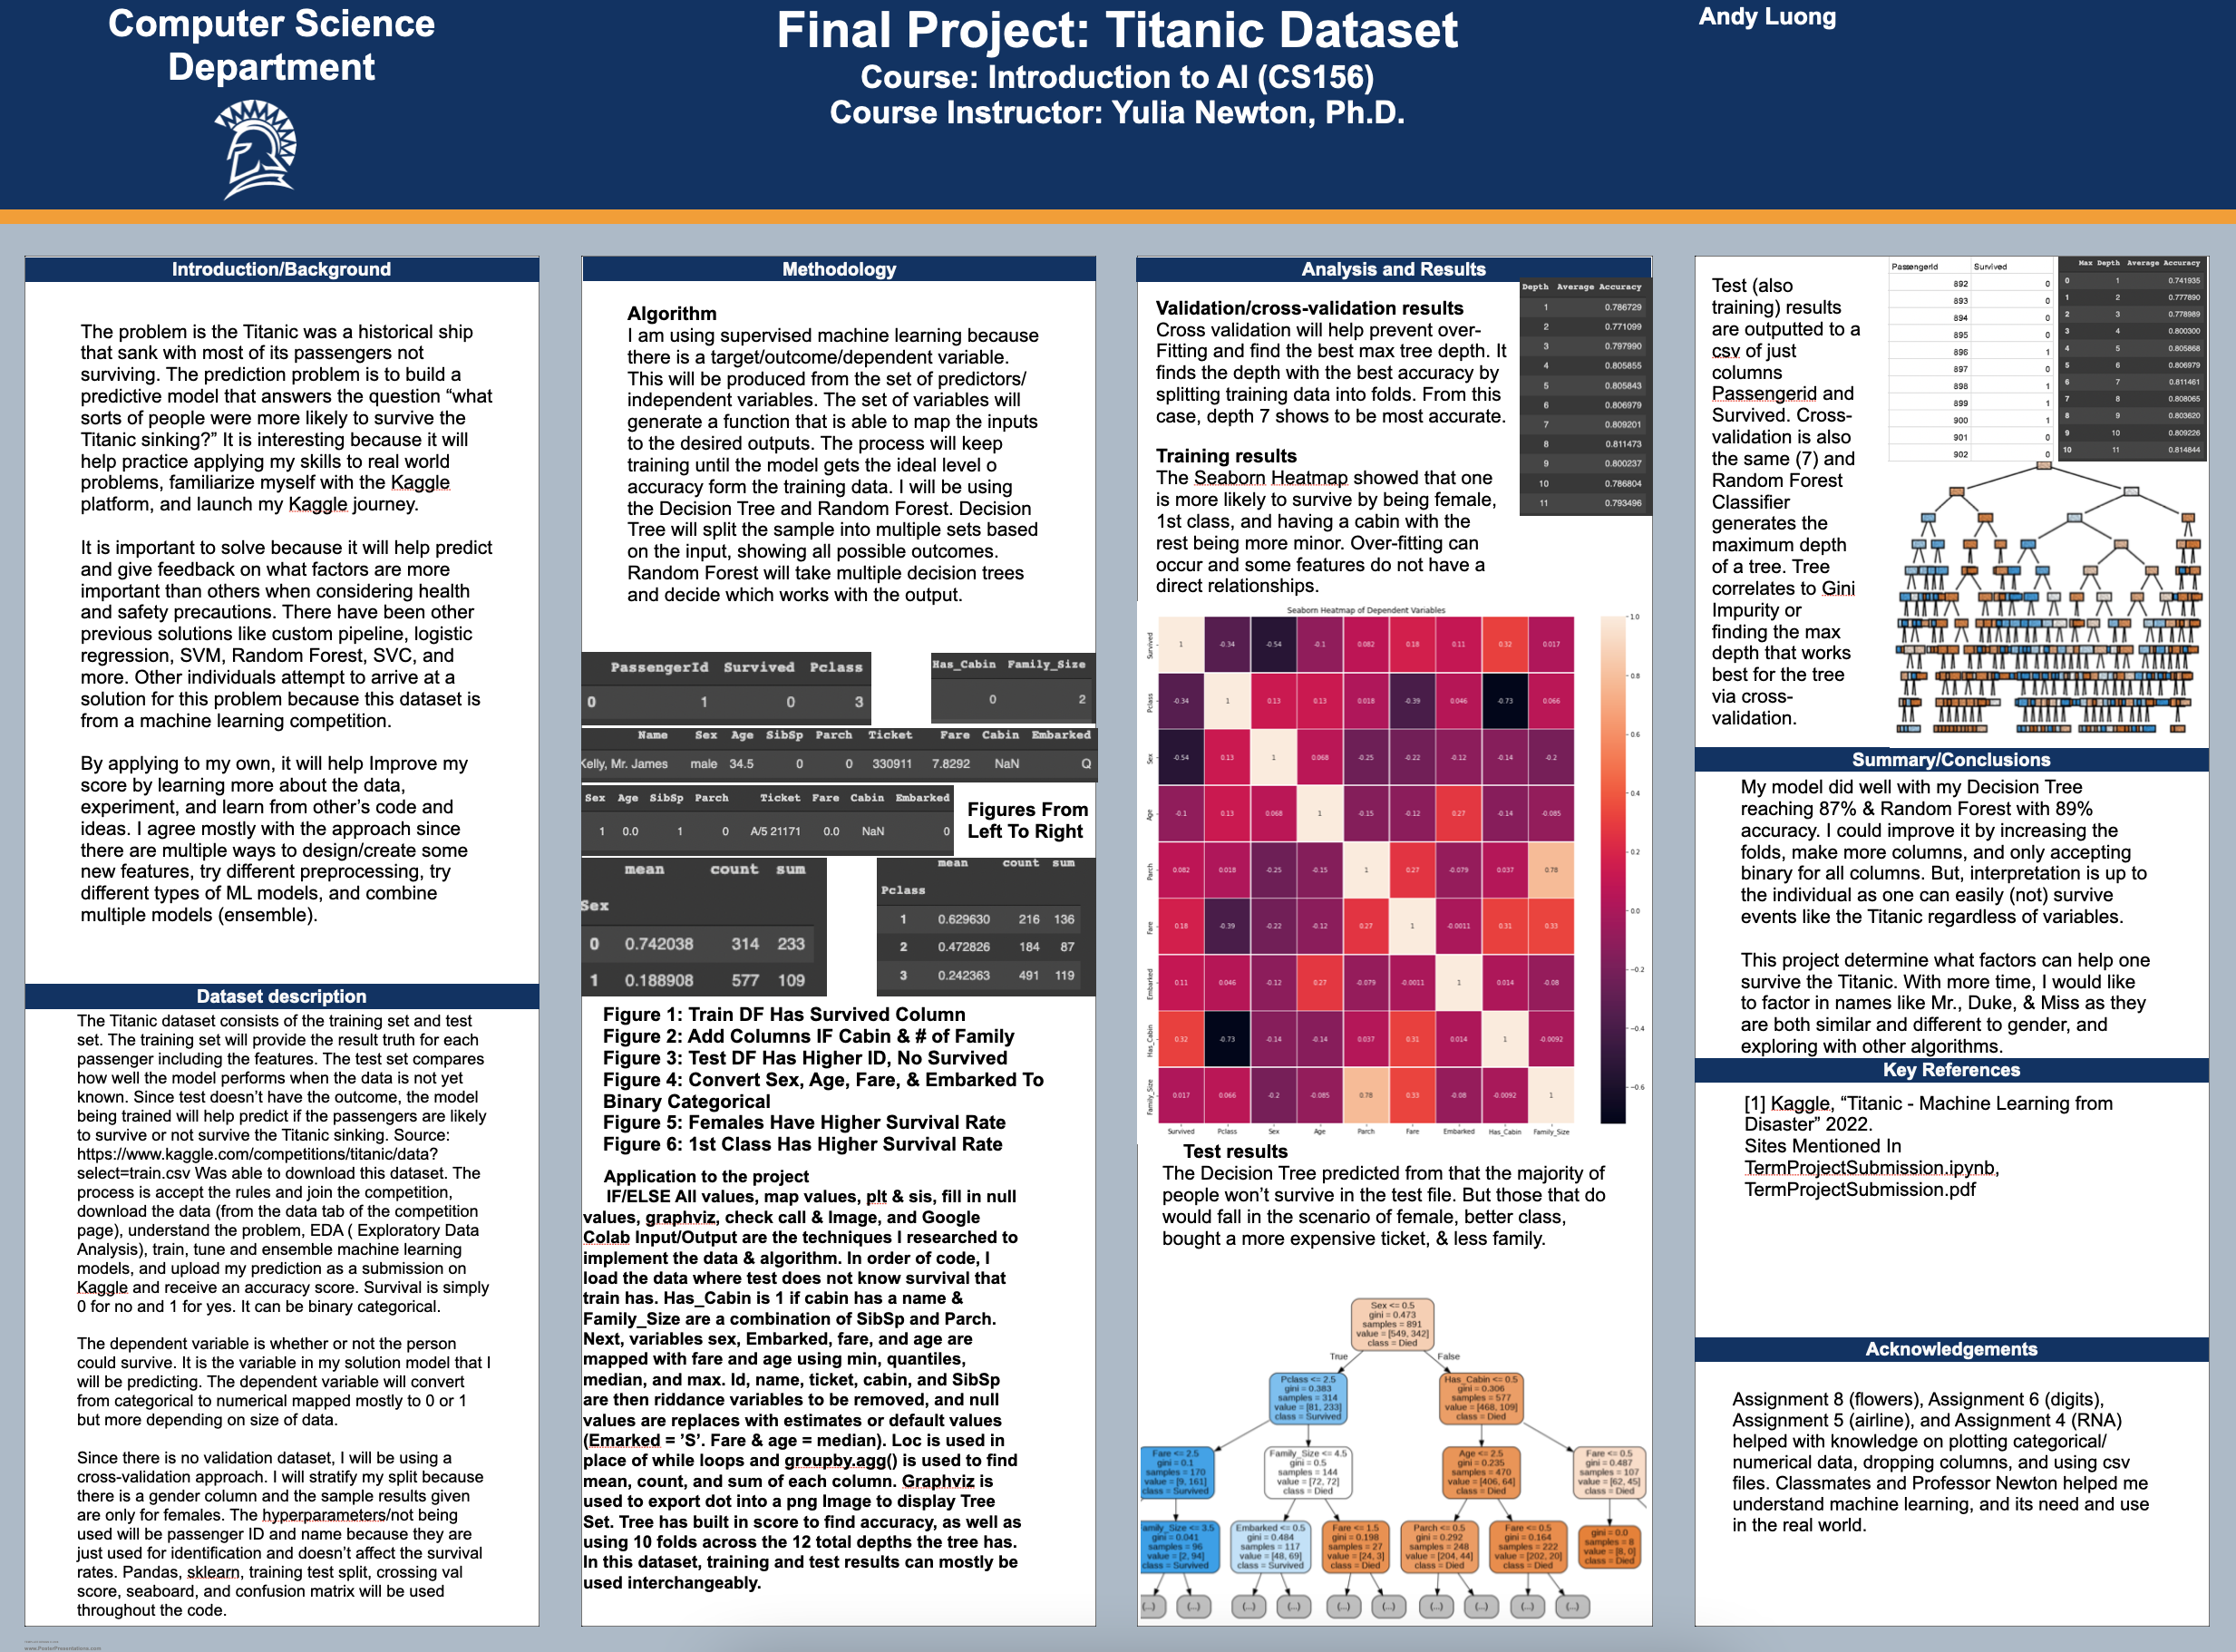 Computer Science
Department
Final Project: Titanic Dataset
Course: Introduction to AI (CS156)
Course Instructor: Yulia Newton, Ph.D.
Andy Luong
Introduction/Background
The problem is the Titanic was a historical ship
that sank with most of its passengers not
surviving. The prediction problem is to build a
predictive model that answers the question “what
sorts of people were more likely to survive the
Titanic sinking?” It is interesting because it will
help practice applying my skills to real world
problems, familiarize myself with the Kaggle
platform, and launch my Kaggle journey.
It is important to solve because it will help predict
and give feedback on what factors are more
important than others when considering health
and safety precautions. There have been other
previous solutions like custom pipeline, logistic
regression, SVM, Random Forest, SVC, and
more. Other individuals attempt to arrive at a
solution for this problem because this dataset is
from a machine learning competition.
By applying to my own, it will help Improve my
score by learning more about the data,
experiment, and learn from other’s code and
ideas. I agree mostly with the approach since
there are multiple ways to design/create some
new features, try different preprocessing, try
different types of ML models, and combine
multiple models (ensemble).
Dataset description
The Titanic dataset consists of the training set and test
set. The training set will provide the result truth for each
passenger including the features. The test set compares
how well the model performs when the data is not yet
known. Since test doesn’t have the outcome, the model
being trained will help predict if the passengers are likely
to survive or not survive the Titanic sinking. Source:
https://www.kaggle.com/competitions/titanic/data?
select=train.csv Was able to download this dataset. The
process is accept the rules and join the competition,
download the data (from the data tab of the competition
page), understand the problem, EDA ( Exploratory Data
Analysis), train, tune and ensemble machine learning
models, and upload my prediction as a submission on
Kaggle and receive an accuracy score. Survival is simply
0 for no and 1 for yes. It can be binary categorical.
The dependent variable is whether or not the person
could survive. It is the variable in my solution model that I
will be predicting. The dependent variable will convert
from categorical to numerical mapped mostly to 0 or 1
but more depending on size of data.
Since there is no validation dataset, I will be using a
cross-validation approach. I will stratify my split because
there is a gender column and the sample results given
are only for females. The hyperparameters/not being
used will be passenger ID and name because they are
just used for identification and doesn’t affect the survival
rates. Pandas, sklearn, training test split, crossing val
score, seaboard, and confusion matrix will be used
throughout the code.
www.PosterPresentations.com
Methodology
Algorithm
I am using supervised machine learning because
there is a target/outcome/dependent variable.
This will be produced from the set of predictors/
independent variables. The set of variables will
generate a function that is able to map the inputs
to the desired outputs. The process will keep
training until the model gets the ideal level o
accuracy form the training data. I will be using
the Decision Tree and Random Forest. Decision
Tree will split the sample into multiple sets based
on the input, showing all possible outcomes.
Random Forest will take multiple decision trees
and decide which works with the output.
PassengerId Survived Pclass
0 1 0 3
Has_Cabin Family_Size
0 2
Name Sex Age SibSp Parch Ticket Fare Cabin Embarked
Kelly, Mr. James male 34.5 0 0 330911 7.8292 NaN Q
Sex Age SibSp Parch Ticket Fare Cabin Embarked
1 0.0 1 0 A/5 21171 0.0 NaN 0
Figures From
Left To Right
mean count sum
Sex
0 0.742038 314 233
1 0.188908 577 109
mean count sum
Pclass
1 0.629630 216 136
2 0.472826 184 87
3 0.242363 491 119
Figure 1: Train DF Has Survived Column
Figure 2: Add Columns IF Cabin & # of Family
Figure 3: Test DF Has Higher ID, No Survived
Figure 4: Convert Sex, Age, Fare, & Embarked To
Binary Categorical
Figure 5: Females Have Higher Survival Rate
Figure 6: 1st Class Has Higher Survival Rate
Application to the project
IF/ELSE All values, map values, plt & sis, fill in null
values, graphviz, check call & Image, and Google
Colab Input/Output are the techniques I researched to
implement the data & algorithm. In order of code, I
load the data where test does not know survival that
train has. Has_Cabin is 1 if cabin has a name &
Family_Size are a combination of SibSp and Parch.
Next, variables sex, Embarked, fare, and age are
mapped with fare and age using min, quantiles,
median, and max. Id, name, ticket, cabin, and SibSp
are then riddance variables to be removed, and null
values are replaces with estimates or default values
(Emarked = ’S’. Fare & age = median). Loc is used in
place of while loops and groupby.agg() is used to find
mean, count, and sum of each column. Graphviz is
used to export dot into a png Image to display Tree
Set. Tree has built in score to find accuracy, as well as
using 10 folds across the 12 total depths the tree has.
In this dataset, training and test results can mostly be
used interchangeably.
Analysis and Results
Validation/cross-validation results
Cross validation will help prevent over-
Fitting and find the best max tree depth. It
finds the depth with the best accuracy by
splitting training data into folds. From this
case, depth 7 shows to be most accurate.
Depth Average Accuracy
1 0.786729
2 0.771099
3 0.797990
4 0.805855
5 0.805843
6 0.806979
7 0.809201
8 0.811473
9 0.800237
10 0.786804
11 0.793496
Training results
The Seaborn Heatmap showed that one
is more likely to survive by being female,
1st class, and having a cabin with the
rest being more minor. Over-fitting can
occur and some features do not have a
direct relationships.
Seaborn Heatmap of Dependent Variables
Survived 1 -0.34 -0.54 -0.1 0.082 0.18 0.11 0.32 0.017
Pclass -0.34 1 0.13 0.13 0.018 -0.39 0.046 -0.73 0.066
Sex -0.54 0.13 1 0.068 -0.25 -0.22 -0.12 -0.14 -0.2
Age -0.1 0.13 0.068 1 -0.15 -0.12 0.27 -0.14 -0.085
Parch 0.082 0.018 -0.25 -0.15 1 0.27 -0.079 0.037 0.78
Fare 0.18 -0.39 -0.22 -0.12 0.27 1 -0.0011 0.31 0.33
Embarked 0.11 0.046 -0.12 0.27 -0.079 -0.0011 1 0.014 -0.08
Has_Cabin 0.32 -0.73 -0.14 -0.14 0.037 0.31 0.014 1 -0.0092
Family_Size 0.017 0.066 -0.2 -0.085 0.78 0.33 -0.08 -0.0092 1
Survived Pclass Sex Age Parch Fare Embarked Has_Cabin Family_Size
1.0
0.8
0.6
0.4
0.2
0.0
-0.2
-0.4
-0.6
Test results
The Decision Tree predicted from that the majority of
people won’t survive in the test file. But those that do
would fall in the scenario of female, better class,
bought a more expensive ticket, & less family.
Sex <= 0.5
gini = 0.473
samples = 891
value = [549, 342]
class = Died
True
False
Pclass <= 2.5
gini = 0.383
samples = 314
value = [81, 233]
class = Survived
Has_Cabin <= 0.5
gini = 0.306
samples = 577
value = [468, 109]
class = Died
Fare <= 2.5
gini = 0.1
samples = 170
value = [9, 161]
class = Survived
Family_Size <= 4.5
gini = 0.5
samples = 144
value = [72, 72]
class = Died
Age <= 2.5
gini = 0.235
samples = 470
value = [406, 64]
class = Died
Fare <= 0.5
gini = 0.487
samples = 107
value = [62, 45]
class = Died
amily_Size <= 3.5
gini = 0.041
samples = 96
value = [2, 94]
class = Survived
Embarked <= 0.5
gini = 0.484
samples = 117
value = [48, 69]
class = Survived
Fare <= 1.5
gini = 0.198
samples = 27
value = [24, 3]
class = Died
Parch <= 0.5
gini = 0.292
samples = 248
value = [204, 44]
class = Died
Fare <= 0.5
gini = 0.164
samples = 222
value = [202, 20]
class = Died
gini = 0.0
samples = 8
value = [8, 0]
class = Died
(...) (...) (...) (...) (...) (...) (...) (...) (...) (...)
Test (also
training) results
are outputted to a
csv of just
columns
Passengerid and
Survived. Cross-
validation is also
the same (7) and
Random Forest
Classifier
generates the
maximum depth
of a tree. Tree
correlates to Gini
Impurity or
finding the max
depth that works
best for the tree
via cross-
validation.
PassengerId Survived
892 0
893 0
894 0
895 0
896 1
897 0
898 1
899 1
900 1
901 0
902 0
Max Depth Average Accuracy
0 1 0.741935
1 2 0.777890
2 3 0.778989
3 4 0.800300
4 5 0.805868
5 6 0.806979
6 7 0.811461
7 8 0.808065
8 9 0.803620
9 10 0.809226
10 11 0.814844
Summary/Conclusions
My model did well with my Decision Tree
reaching 87% & Random Forest with 89%
accuracy. I could improve it by increasing the
folds, make more columns, and only accepting
binary for all columns. But, interpretation is up to
the individual as one can easily (not) survive
events like the Titanic regardless of variables.
This project determine what factors can help one
survive the Titanic. With more time, I would like
to factor in names like Mr., Duke, & Miss as they
are both similar and different to gender, and
exploring with other algorithms.
Key References
[1] Kaggle, “Titanic - Machine Learning from
Disaster” 2022.
Sites Mentioned In
TermProjectSubmission.ipynb,
TermProjectSubmission.pdf
Acknowledgements
Assignment 8 (flowers), Assignment 6 (digits),
Assignment 5 (airline), and Assignment 4 (RNA)
helped with knowledge on plotting categorical/
numerical data, dropping columns, and using csv
files. Classmates and Professor Newton helped me
understand machine learning, and its need and use
in the real world.